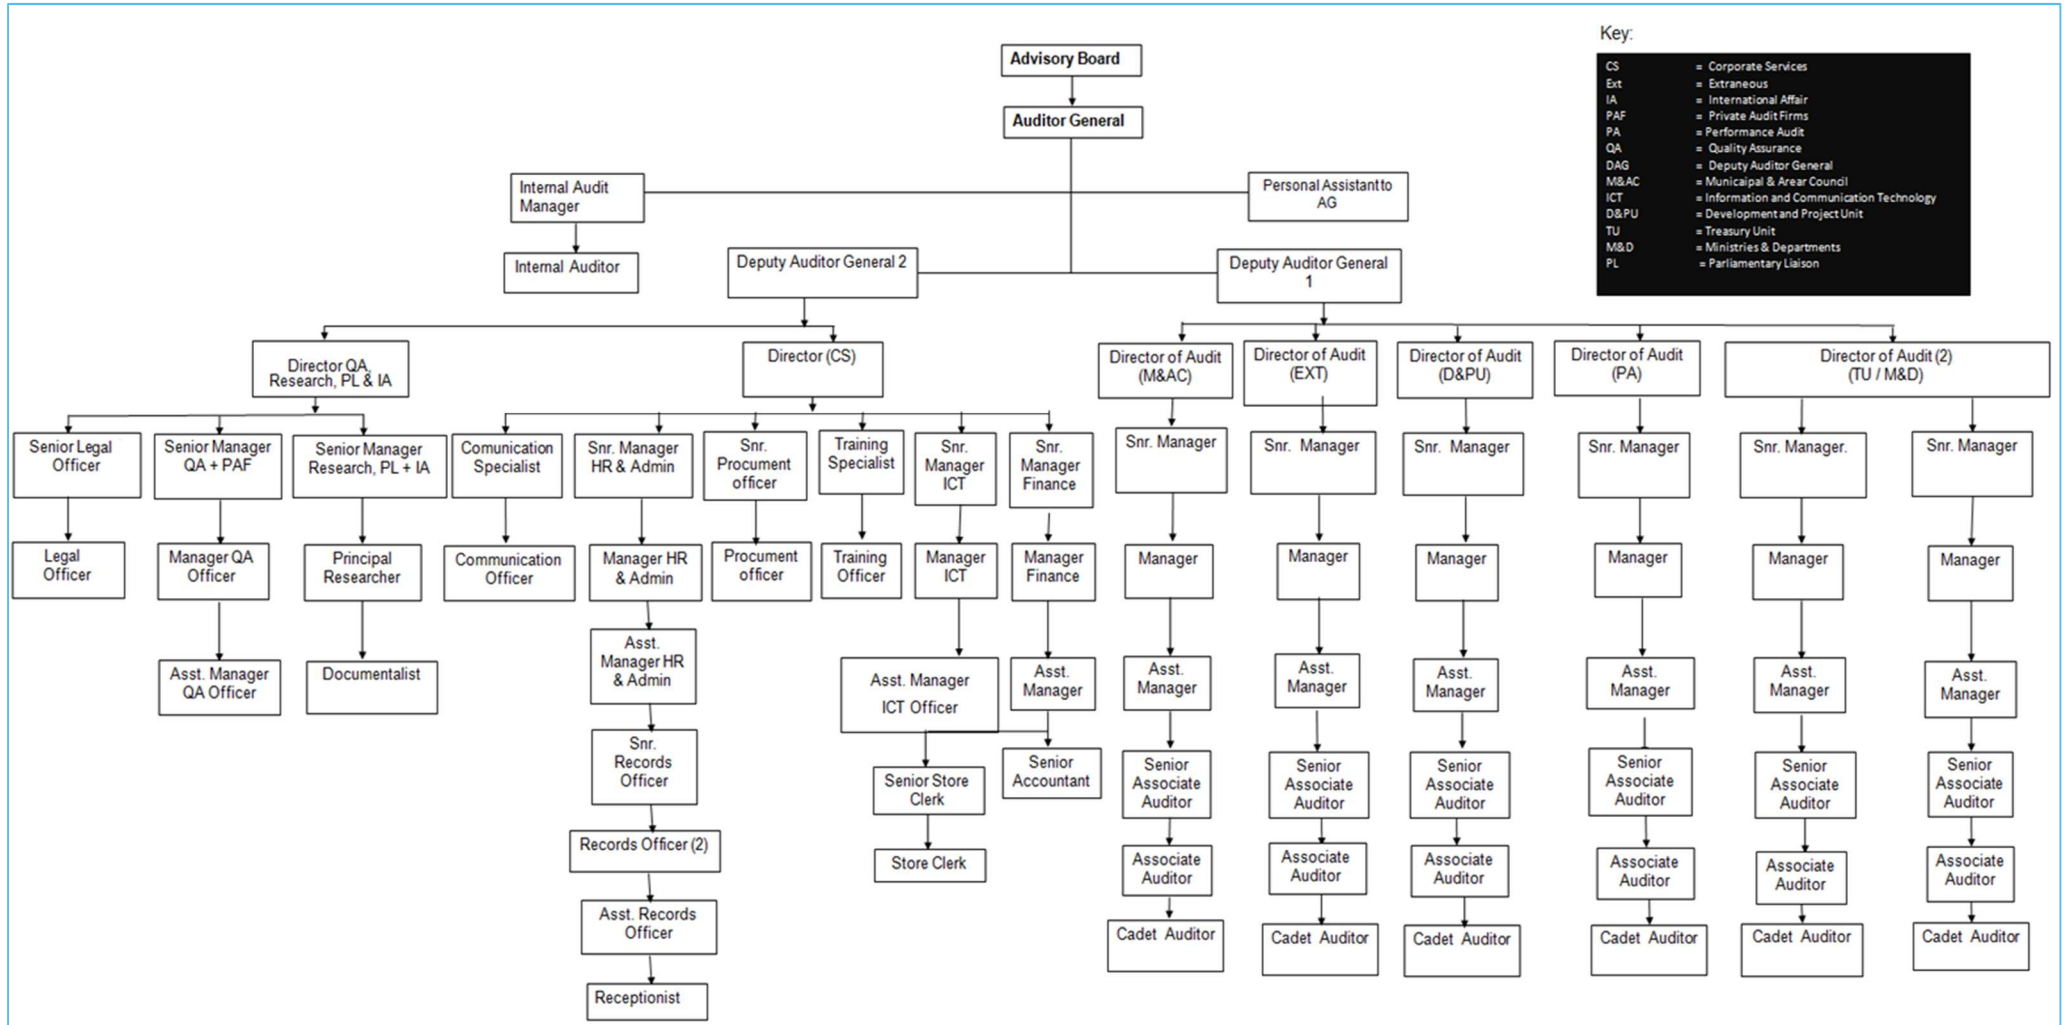 Key:
CS = Corporate Services
Ext = Extraneous
IA = International Affair
PAF = Private Audit Firms
PA = Performance Audit
QA = Quality Assurance
DAG = Deputy Auditor General
M&AC = Municaipal & Arear Council
ICT = Information and Communication Technology
D&PU = Development and Project Unit
TU = Treasury Unit
M&D = Ministries & Departments
PL = Parliamentary Liaison
Advisory Board
Auditor General
Internal Audit
Manager
Personal Assistant to
AG
Internal Auditor
Deputy Auditor General 2
Deputy Auditor General
1
Director QA,
Research, PL & IA
Director (CS)
Director of Audit
(M&AC)
Director of Audit
(EXT)
Director of Audit
(D&PU)
Director of Audit
(PA)
Director of Audit (2)
(TU / M&D)
Senior Legal
Officer
Senior Manager
QA + PAF
Senior Manager
Research, PL + IA
Comunication
Specialist
Snr. Manager
HR & Admin
Snr.
Procument
officer
Training
Specialist
Snr.
Manager
ICT
Snr.
Manager
Finance
Snr. Manager
Snr. Manager
Snr. Manager
Snr. Manager
Snr. Manager.
Snr. Manager
Legal
Officer
Manager QA
Officer
Principal
Researcher
Communication
Officer
Manager HR
& Admin
Procument
officer
Training
Officer
Manager
ICT
Manager
Finance
Manager
Manager
Manager
Manager
Manager
Manager
Asst. Manager
QA Officer
Documentalist
Asst.
Manager HR
& Admin
Asst. Manager
ICT Officer
Asst.
Manager
Asst.
Manager
Asst.
Manager
Asst.
Manager
Asst.
Manager
Asst.
Manager
Asst.
Manager
Snr.
Records
Officer
Senior Store
Clerk
Senior
Accountant
Senior
Associate
Auditor
Senior
Associate
Auditor
Senior
Associate
Auditor
Senior
Associate
Auditor
Senior
Associate
Auditor
Senior
Associate
Auditor
Records Officer (2)
Store Clerk
Associate
Auditor
Associate
Auditor
Associate
Auditor
Associate
Auditor
Associate
Auditor
Associate
Auditor
Asst. Records
Officer
Cadet Auditor
Cadet Auditor
Cadet Auditor
Cadet Auditor
Cadet Auditor
Cadet Auditor
Receptionist